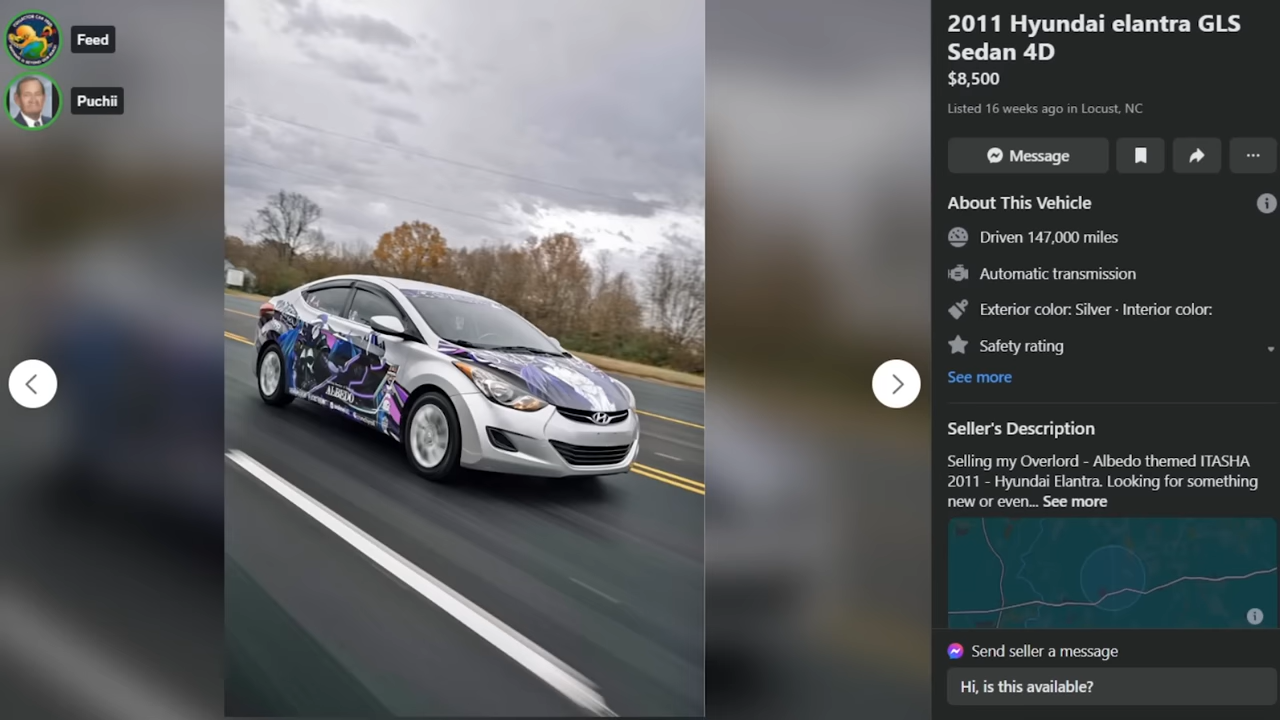 Feed
Puchii
2011 Hyundai elantra GLS
Sedan 4D
$8,500
Listed 16 weeks ago in Locust, NC
Message
About This Vehicle
Driven 147,000 miles
Automatic transmission
Exterior color: Silver · Interior color:
Safety rating
See more
Seller's Description
Selling my Overlord - Albedo themed ITASHA
2011 - Hyundai Elantra. Looking for something
new or even... See more
Send seller a message
Hi, is this available?
ALBEDO